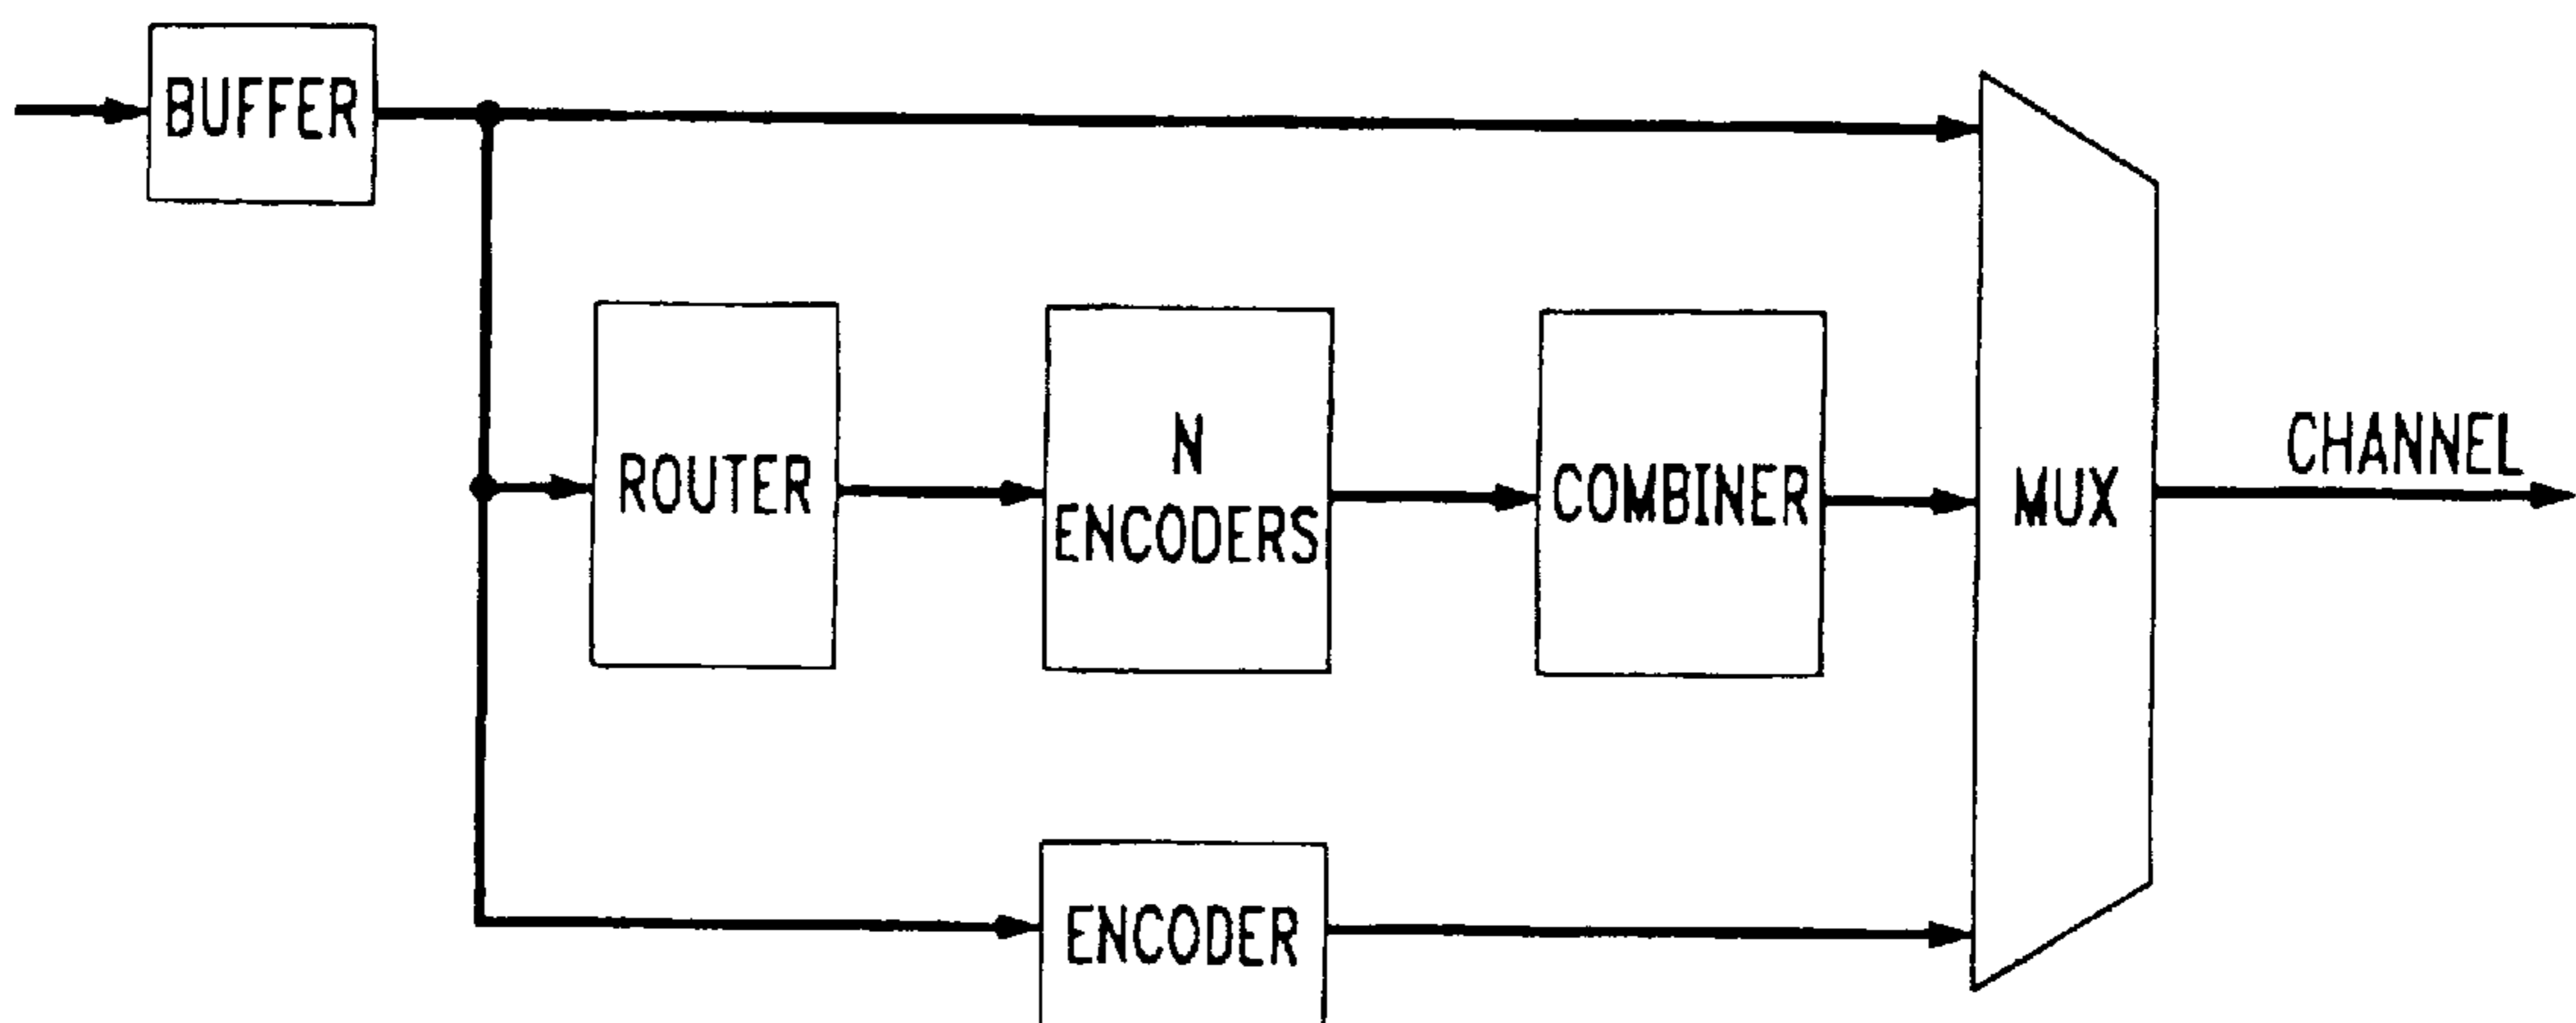 BUFFER
ROUTER
N
ENCODERS
COMBINER
MUX
CHANNEL
ENCODER